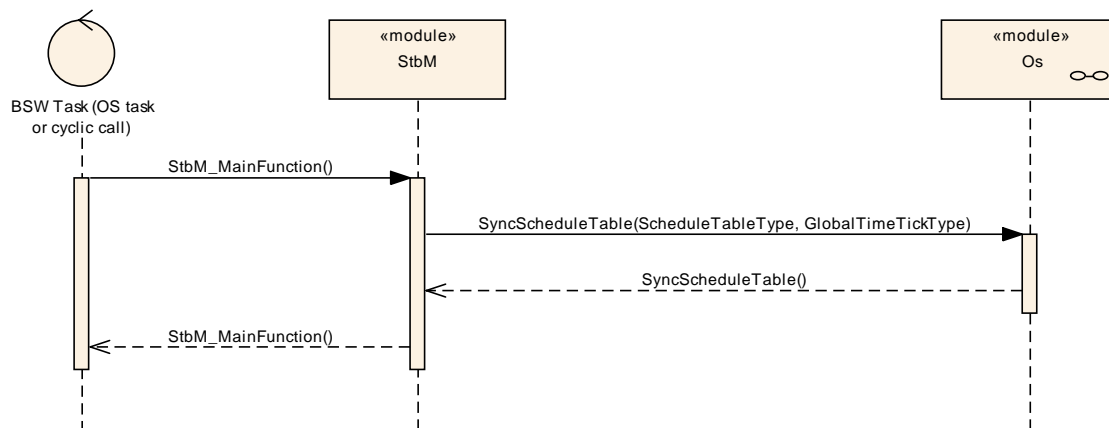 «module»
StbM
«module»
Os
BSW Task (OS task
or cyclic call)
StbM_MainFunction()
SyncScheduleTable(ScheduleTableType, GlobalTimeTickType)
SyncScheduleTable()
StbM_MainFunction()